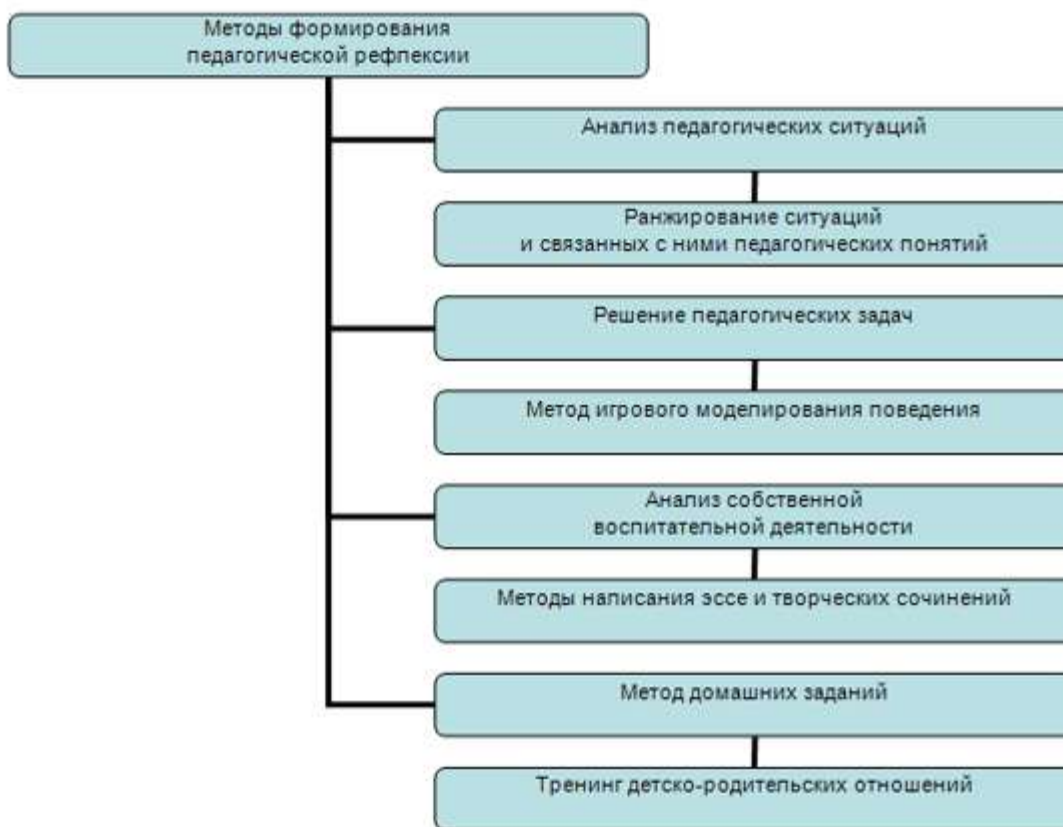 Методы формирования
педагогической рефлексии
Анализ педагогических ситуаций
Ранжирование ситуаций
и связанных с ними педагогических понятий
Решение педагогических задач
Метод игрового моделирования поведения
Анализ собственной
воспитательной деятельности
Методы написания эссе и творческих сочинений
Метод домашних заданий
Тренинг детско-родительских отношений